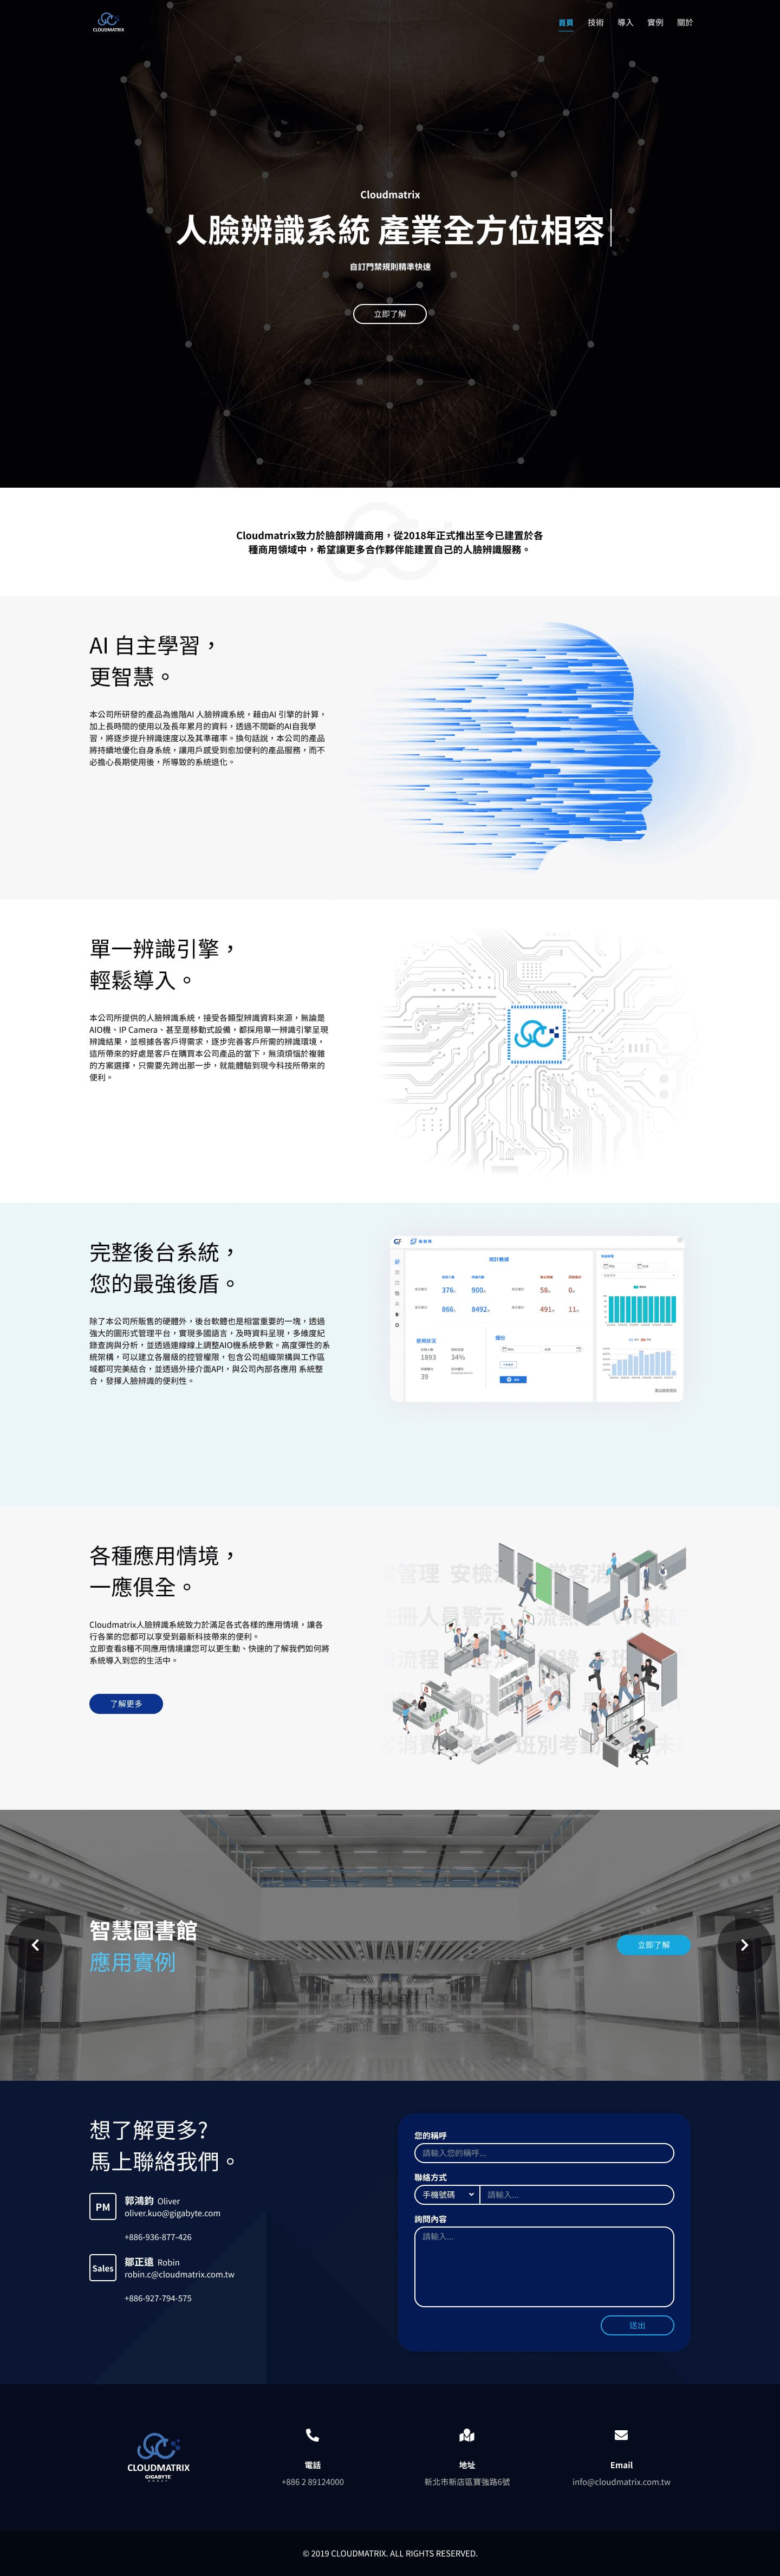 CLOUDMATRIX
首頁
技術
導入
實例
關於
Cloudmatrix
人臉辨識系統 產業全方位相容
自訂門禁規則精準快速
立即了解
Cloudmatrix致力於臉部辨識商用，從2018年正式推出至今已建置於各
種商用領域中，希望讓更多合作夥伴能建置自己的人臉辨識服務。
AI 自主學習，
更智慧。
本公司所研發的產品為進階AI 人臉辨識系統，藉由AI 引擎的計算，
加上長時間的使用以及長年累月的資料，透過不間斷的AI自我學
習，將逐步提升辨識速度以及其準確率。換句話說，本公司的產品
將持續地優化自身系統，讓用戶感受到愈加便利的產品服務，而不
必擔心長期使用後，所導致的系統退化。
單一辨識引擎，
輕鬆導入。
本公司所提供的人臉辨識系統，接受各類型辨識資料來源，無論是
AIO機、IP Camera、甚至是移動式設備，都採用單一辨識引擎呈現
辨識結果，並根據各客戶得需求，逐步完善客戶所需的辨識環境，
這所帶來的好處是客戶在購買本公司產品的當下，無須煩惱於複雜
的方案選擇，只需要先跨出那一步，就能體驗到現今科技所帶來的
便利。
完整後台系統，
您的最強後盾。
除了本公司所販售的硬體外，後台軟體也是相當重要的一塊，透過
強大的圖形式管理平台，實現多國語言，及時資料呈現，多維度紀
錄查詢與分析，並透過連線線上調整AIO機系統參數。高度彈性的系
統架構，可以建立各層級的控管權限，包含公司組織架構與工作區
域都可完美結合，並透過外接介面API，與公司內部各應用 系統整
合，發揮人臉辨識的便利性。
統計數據
376
900
58
0
866
8492
491
11
使用狀況
備份
1893
34%
39
各種應用情境，
一應俱全。
Cloudmatrix人臉辨識系統致力於滿足各式各樣的應用情境，讓各
行各業的您都可以享受到最新科技帶來的便利。
立即查看8種不同應用情境讓您可以更生動、快速的了解我們如何將
系統導入到您的生活中。
了解更多
智慧圖書館
應用實例
立即了解
想了解更多?
馬上聯絡我們。
PM
郭鴻鈞 Oliver
oliver.kuo@gigabyte.com
+886-936-877-426
Sales
鄒正遠 Robin
robin.c@cloudmatrix.com.tw
+886-927-794-575
您的稱呼
請輸入您的稱呼...
聯絡方式
手機號碼
請輸入...
詢問內容
請輸入...
送出
CLOUDMATRIX
GIGABYTE
GROUP
電話
+886 2 89124000
地址
新北市新店區寶強路6號
Email
info@cloudmatrix.com.tw
© 2019 CLOUDMATRIX. ALL RIGHTS RESERVED.